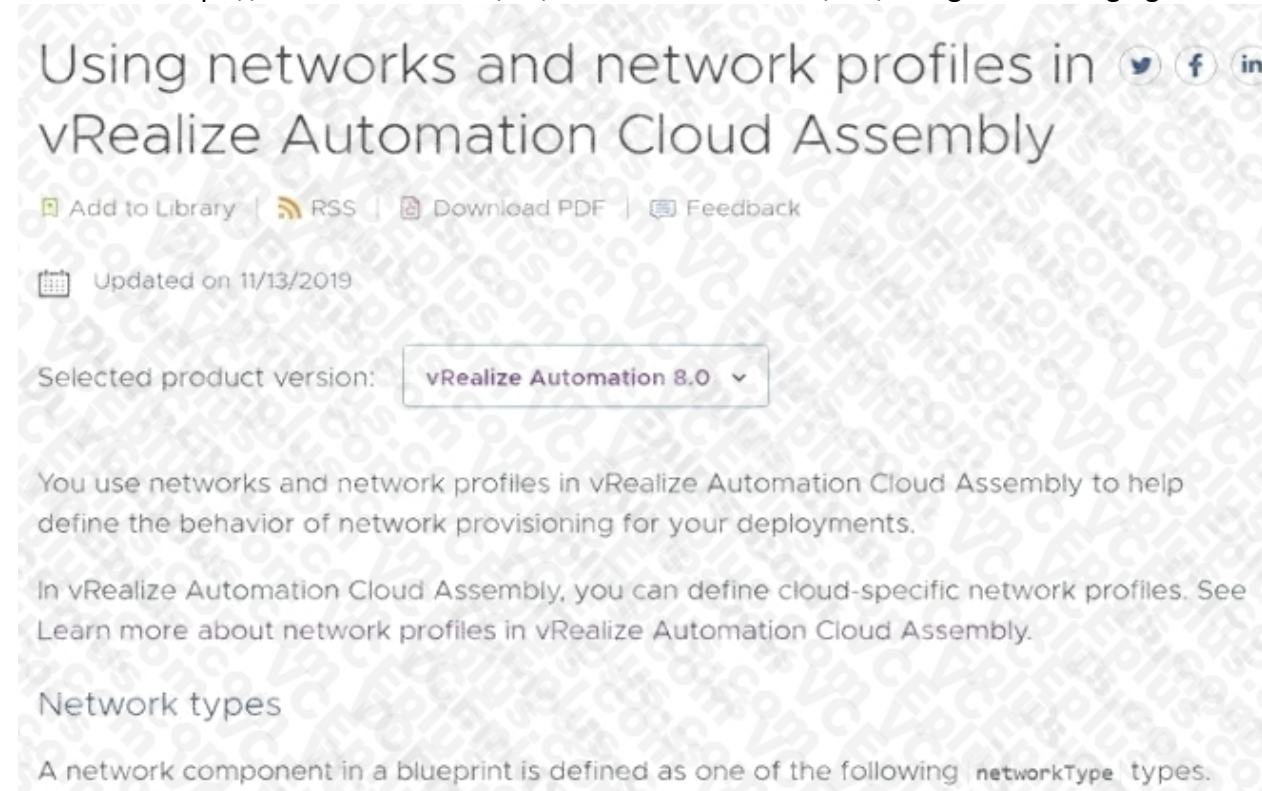 Using networks and network profiles in
vRealize Automation Cloud Assembly
Add to Library | RSS | Download PDF | Feedback
Updated on 11/13/2019
Selected product version: vRealize Automation 8.0
You use networks and network profiles in vRealize Automation Cloud Assembly to help
define the behavior of network provisioning for your deployments.
In vRealize Automation Cloud Assembly, you can define cloud-specific network profiles. See
Learn more about network profiles in vRealize Automation Cloud Assembly.
Network types
A network component in a blueprint is defined as one of the following networkType types.